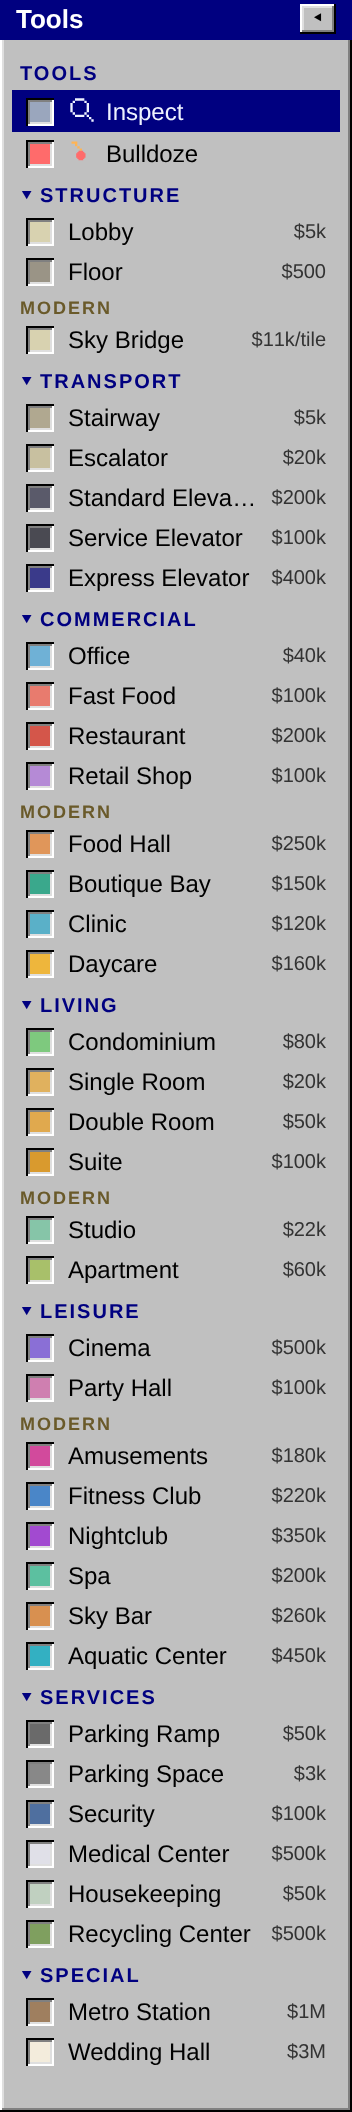 Tools
TOOLS
Inspect
Bulldoze
STRUCTURE
Lobby $5k
Floor $500
MODERN
Sky Bridge $11k/tile
TRANSPORT
Stairway $5k
Escalator $20k
Standard Eleva… $200k
Service Elevator $100k
Express Elevator $400k
COMMERCIAL
Office $40k
Fast Food $100k
Restaurant $200k
Retail Shop $100k
MODERN
Food Hall $250k
Boutique Bay $150k
Clinic $120k
Daycare $160k
LIVING
Condominium $80k
Single Room $20k
Double Room $50k
Suite $100k
MODERN
Studio $22k
Apartment $60k
LEISURE
Cinema $500k
Party Hall $100k
MODERN
Amusements $180k
Fitness Club $220k
Nightclub $350k
Spa $200k
Sky Bar $260k
Aquatic Center $450k
SERVICES
Parking Ramp $50k
Parking Space $3k
Security $100k
Medical Center $500k
Housekeeping $50k
Recycling Center $500k
SPECIAL
Metro Station $1M
Wedding Hall $3M